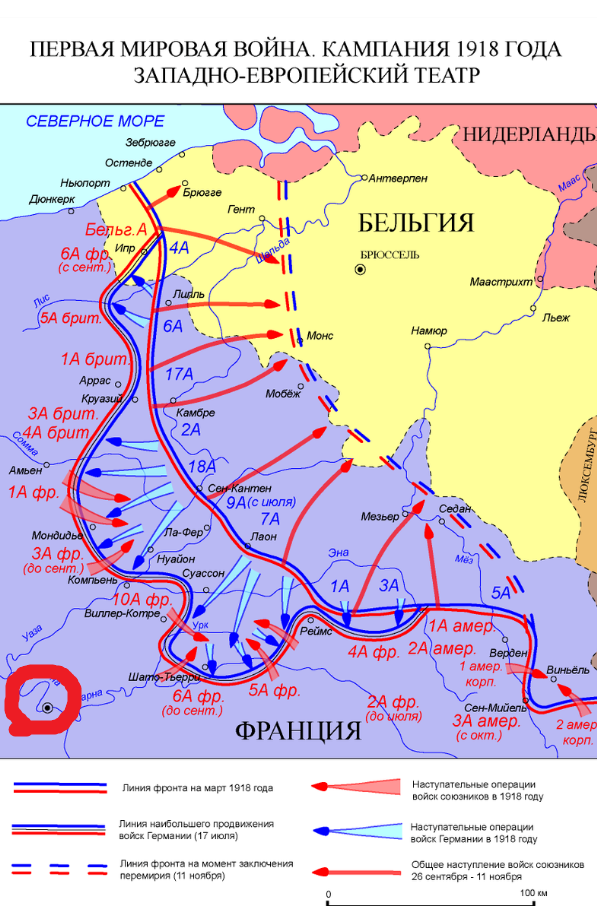 ПЕРВАЯ МИРОВАЯ ВОЙНА. КАМПАНИЯ 1918 ГОДА
ЗАПАДНО-ЕВРОПЕЙСКИЙ ТЕАТР
СЕВЕРНОЕ МОРЕ
НИДЕРЛАНДЫ
Зебрюгге
Остенде
Ньюпорт
Дюнкерк
Брюгге
Антверпен
Маас
Гент
БЕЛЬГИЯ
Бельг.А
Ипр
4А
Шельда
БРЮССЕЛЬ
6А фр.
(с сент.)
Маастрихт
Лис
Лилль
Льеж
5А брит.
6А
Намюр
Монс
1А брит.
17А
Аррас
Мобёж
Круазий
Камбре
3А брит.
4А брит.
2А
ЛЮКСЕМБУРГ
Сомма
18А
Амьен
Сен-Кантен
1А фр.
9А(с июля)
7А
Мезьер
Седан
Мондидье
Ла-Фер
Лаон
3А фр.
(до сент.)
Нуайон
Эна
Мёз
Компьень
Суассон
1А
3А
5А
10А фр.
Виллер-Котре
Урк
Реймс
1А амер.
Уаза
4А фр.
2А амер.
Верден
1 амер.
корп.
Виньёль
на
арна
Шато-Тьерри
6А фр.
(до сент.)
5А фр.
2А фр.
(до июля)
Сен-Мийель
3А амер.
(с окт.)
2 амер.
корп.
ФРАНЦИЯ
Линия фронта на март 1918 года
Наступательные операции
войск союзников в 1918 году
Линия наибольшего продвижения
войск Германии (17 июля)
Наступательные операции
войск Германии в 1918 году
Линия фронта на момент заключения
перемирия (11 ноября)
Общее наступление войск союзников
26 сентября - 11 ноября
0
100 км